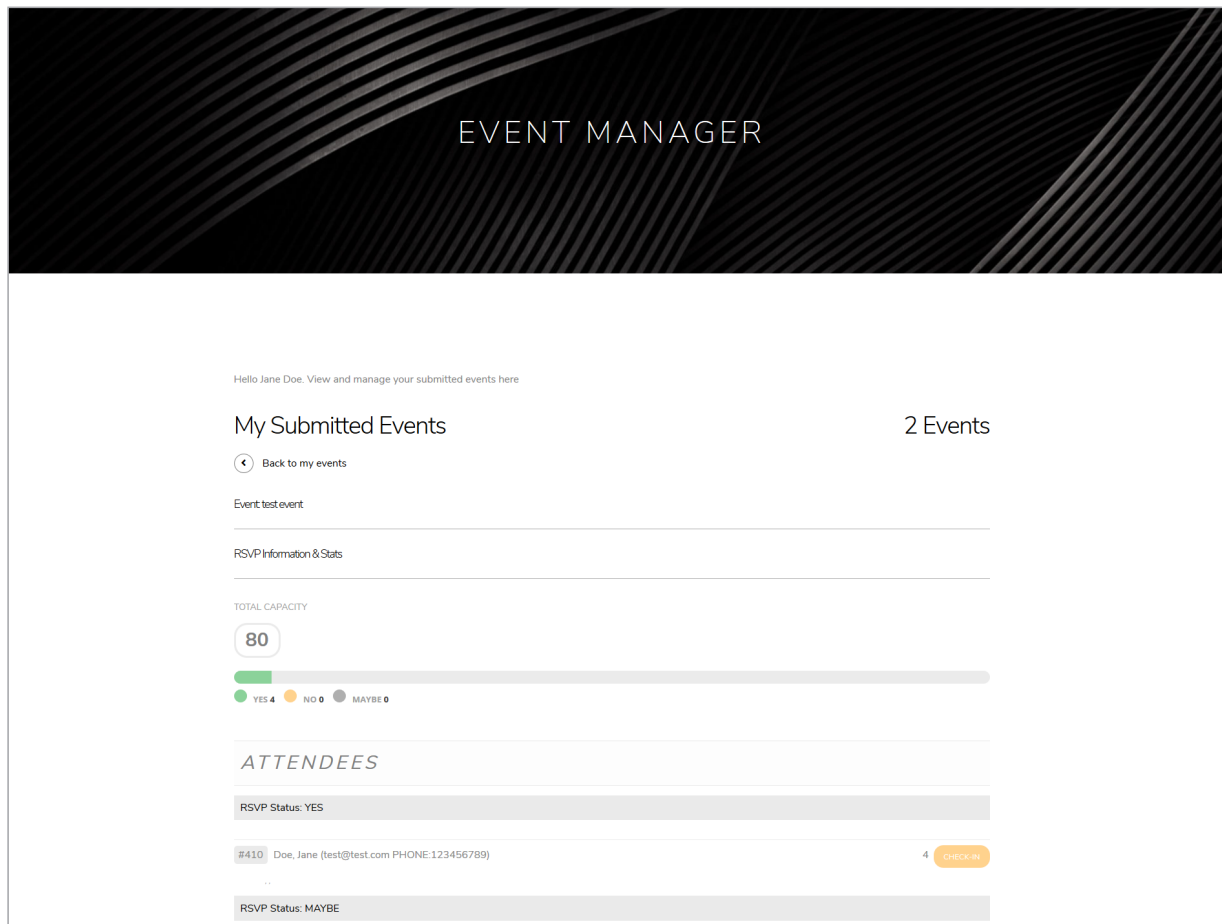 EVENT MANAGER
Hello Jane Doe. View and manage your submitted events here
My Submitted Events 2 Events
Back to my events
Event: test event
RSVP Information & Stats
TOTAL CAPACITY
80
YES 4 NO 0 MAYBE 0
ATTENDEES
RSVP Status: YES
#410 Doe, Jane (test@test.com PHONE:123456789) 4 CHECK-IN
RSVP Status: MAYBE